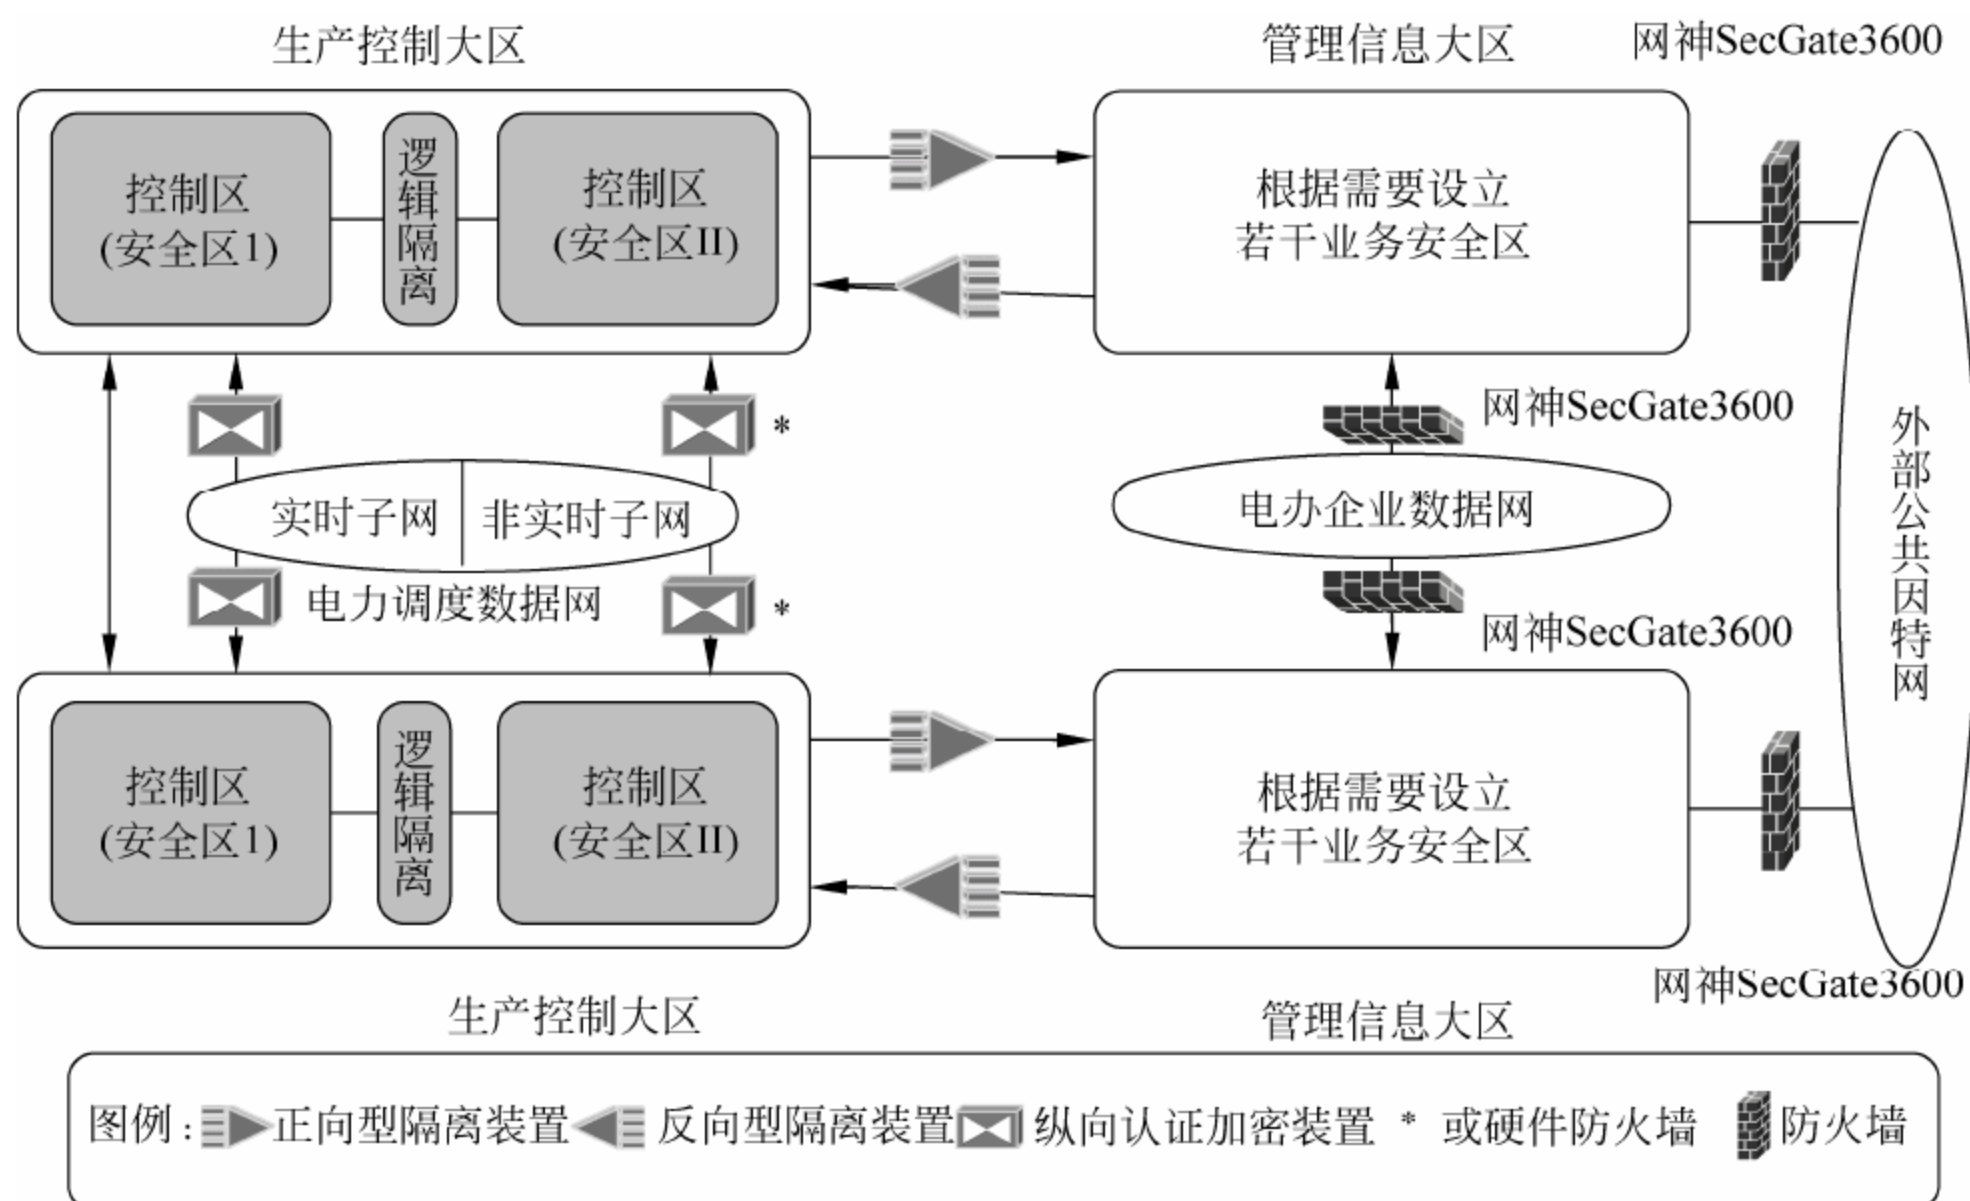 生产控制大区
管理信息大区
网神SecGate3600
控制区
(安全区1)
逻辑隔离
控制区
(安全区II)
根据需要设立
若干业务安全区
网神SecGate3600
*
实时子网
非实时子网
电办企业数据网
外部公共因特网
电力调度数据网
*
网神SecGate3600
控制区
(安全区1)
逻辑隔离
控制区
(安全区II)
根据需要设立
若干业务安全区
网神SecGate3600
生产控制大区
管理信息大区
图例:
正向型隔离装置
反向型隔离装置
纵向认证加密装置
* 或硬件防火墙
防火墙